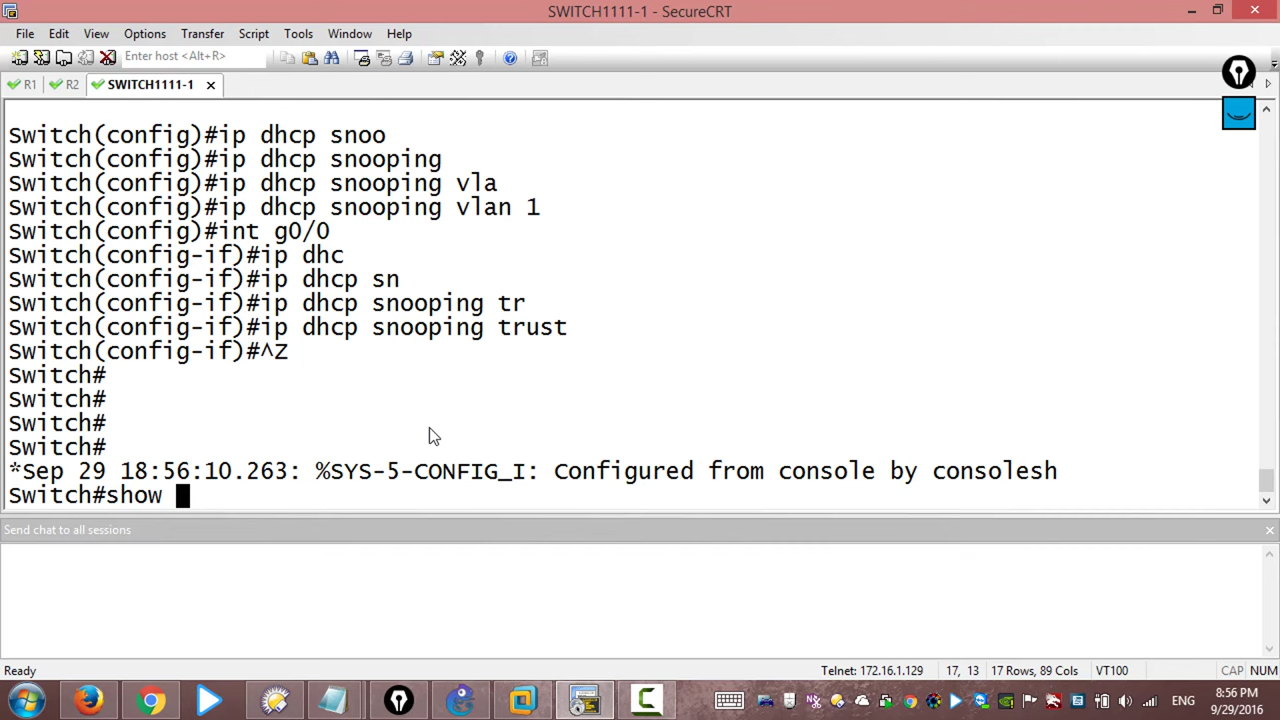 SWITCH1111-1 - SecureCRT
File Edit View Options Transfer Script Tools Window Help
Enter host <Alt+R>
R1 R2 SWITCH1111-1
Switch(config)#ip dhcp snoo
Switch(config)#ip dhcp snooping
Switch(config)#ip dhcp snooping vla
Switch(config)#ip dhcp snooping vlan 1
Switch(config)#int g0/0
Switch(config-if)#ip dhc
Switch(config-if)#ip dhcp sn
Switch(config-if)#ip dhcp snooping tr
Switch(config-if)#ip dhcp snooping trust
Switch(config-if)#^Z
Switch#
Switch#
Switch#
Switch#
*Sep 29 18:56:10.263: %SYS-5-CONFIG_I: Configured from console by consolesh
Switch#show
Send chat to all sessions
Ready Telnet: 172.16.1.129 17, 13 17 Rows, 89 Cols VT100 CAP NUM
ENG 8:56 PM
9/29/2016